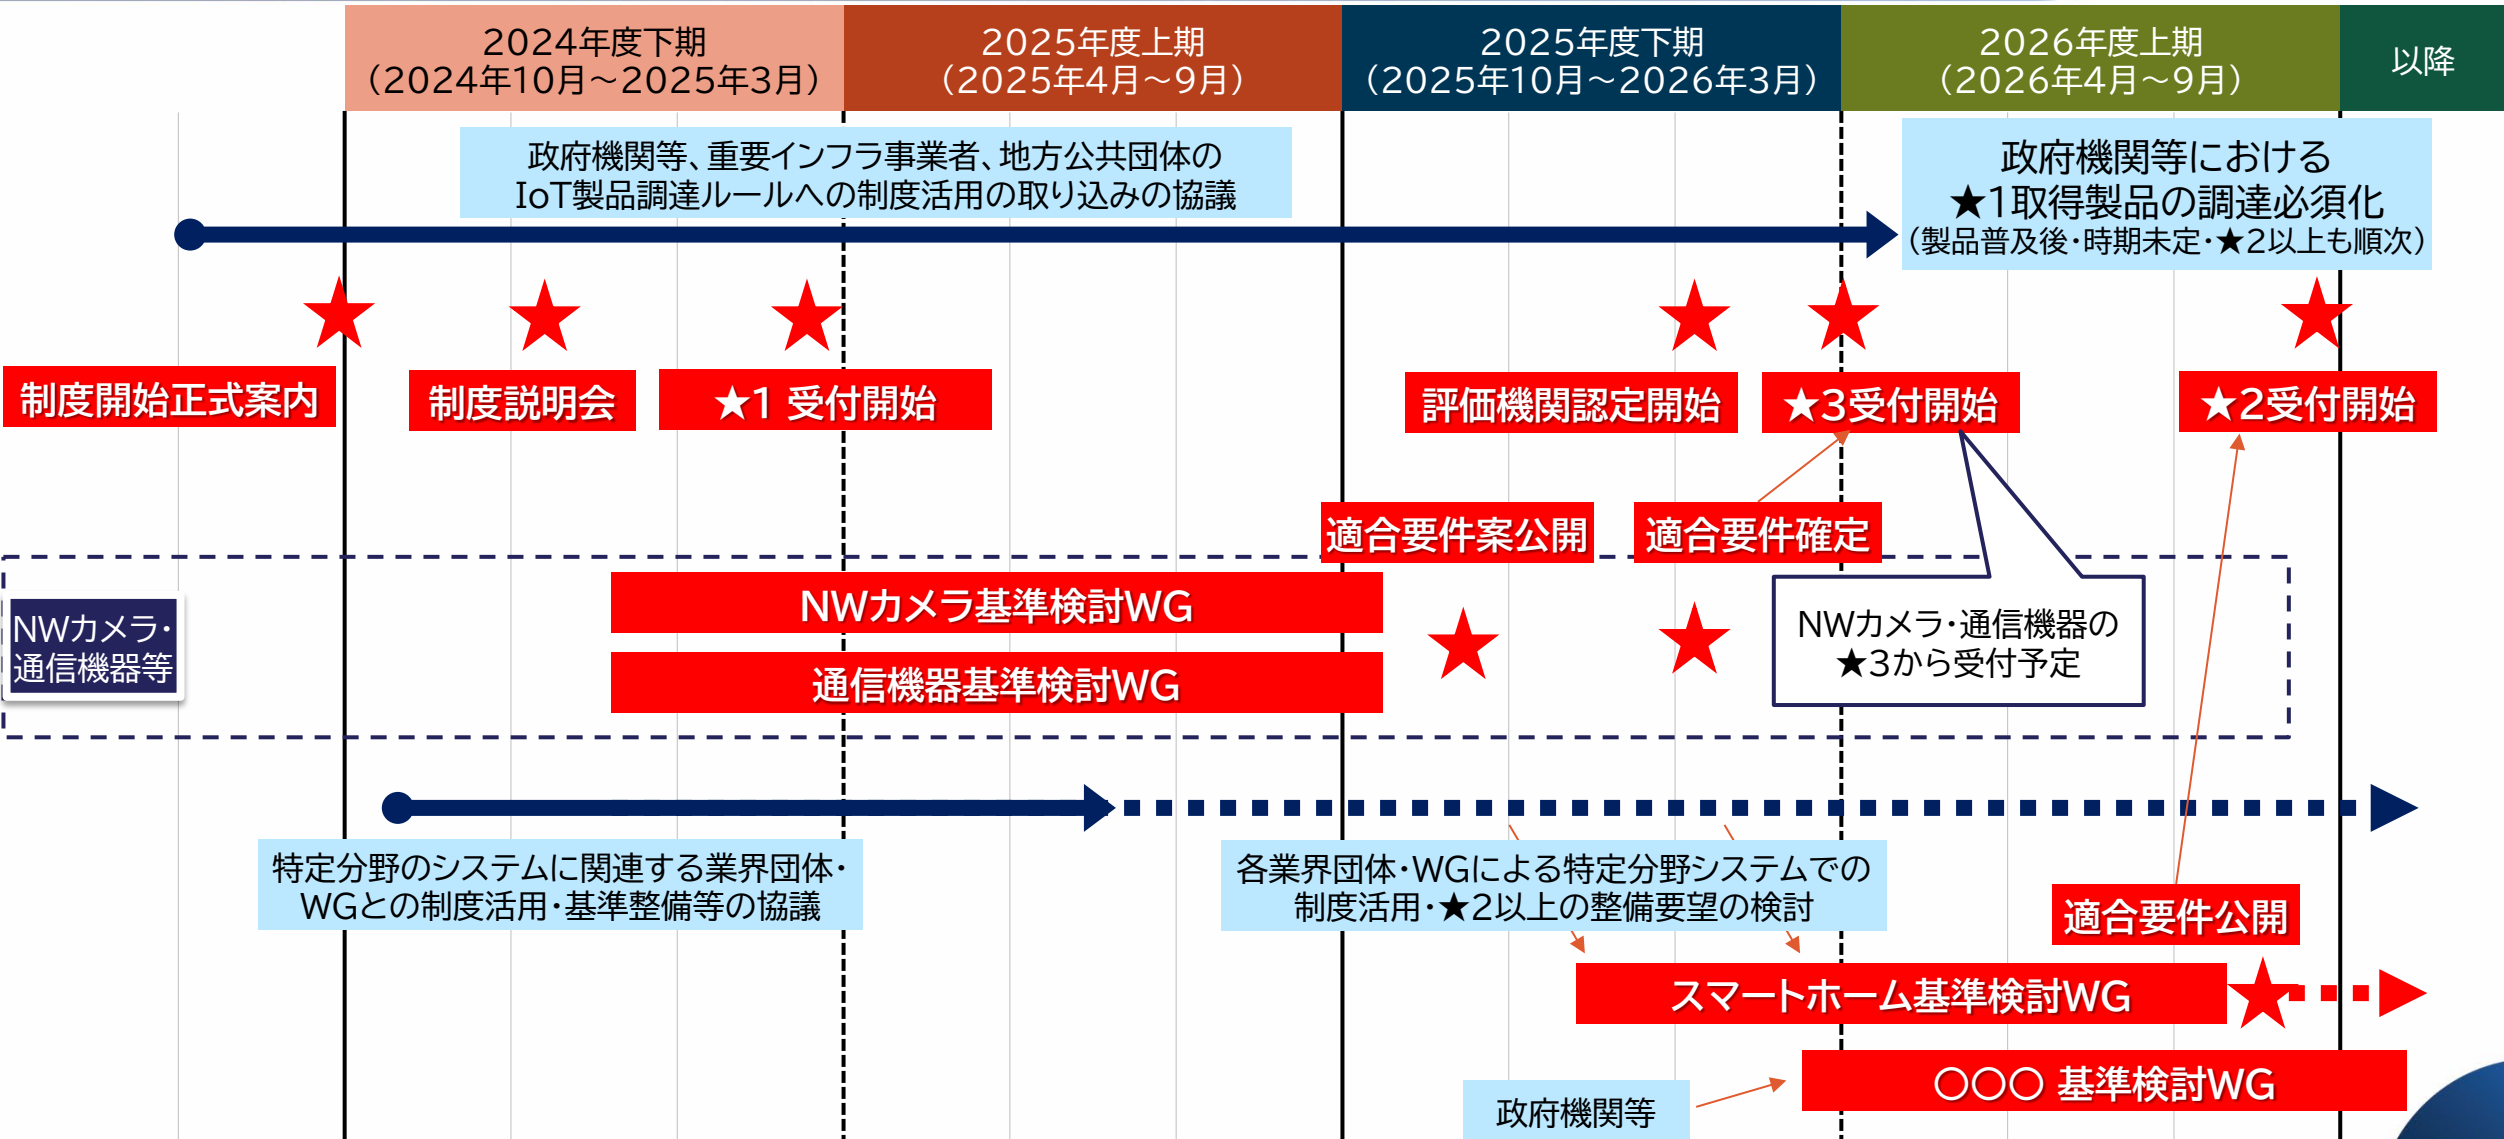 2024年度下期
（2024年10月～2025年3月）
2025年度上期
（2025年4月～9月）
2025年度下期
（2025年10月～2026年3月）
2026年度上期
（2026年4月～9月）
以降
政府機関等、重要インフラ事業者、地方公共団体の
IoT製品調達ルールへの制度活用の取り込みの協議
政府機関等における
★1取得製品の調達必須化
（製品普及後・時期未定・★2以上も順次）
制度開始正式案内
制度説明会
★1 受付開始
評価機関認定開始
★3受付開始
★2受付開始
適合要件案公開
適合要件確定
NWカメラ・
通信機器等
NWカメラ基準検討WG
通信機器基準検討WG
NWカメラ・通信機器の
★3から受付予定
特定分野のシステムに関連する業界団体・
WGとの制度活用・基準整備等の協議
各業界団体・WGによる特定分野システムでの
制度活用・★2以上の整備要望の検討
適合要件公開
スマートホーム基準検討WG
〇〇〇 基準検討WG
政府機関等